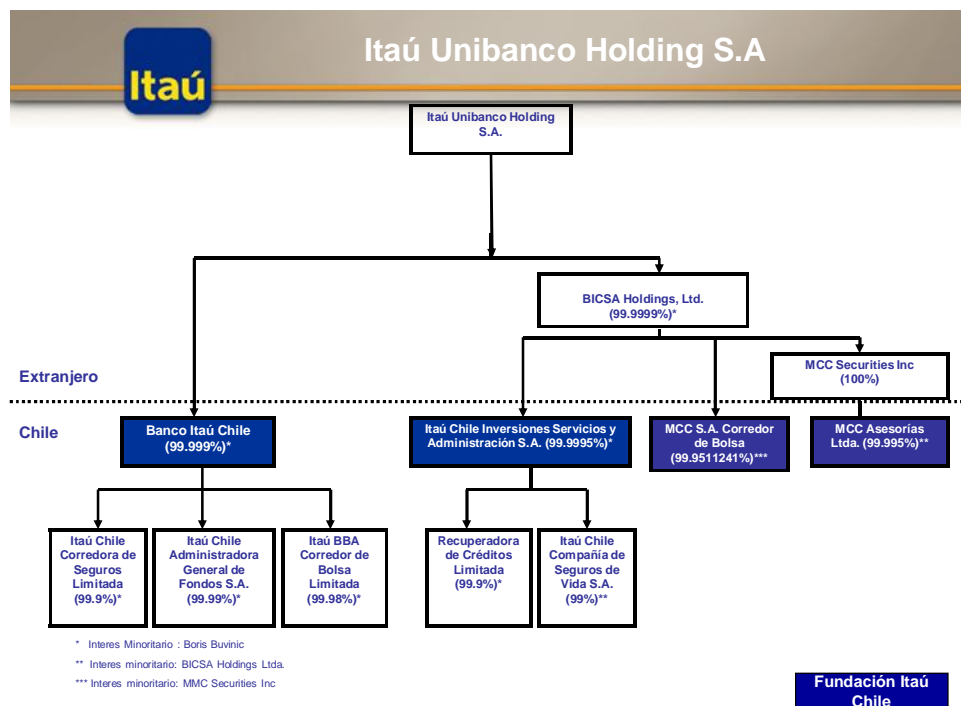 Itaú
Itaú Unibanco Holding S.A
Itaú Unibanco Holding
S.A.
BICSA Holdings, Ltd.
(99.9999%)*
MCC Securities Inc
(100%)
Extranjero
Chile
Banco Itaú Chile
(99.999%)*
Itaú Chile Inversiones Servicios y
Administración S.A. (99.9995%)*
MCC S.A. Corredor
de Bolsa
(99.9511241%)***
MCC Asesorías
Ltda. (99.995%)**
Itaú Chile
Corredora de
Seguros
Limitada
(99.9%)*
Itaú Chile
Administradora
General de
Fondos S.A.
(99.99%)*
Itaú BBA
Corredor de
Bolsa
Limitada
(99.98%)*
Recuperadora
de Créditos
Limitada
(99.9%)*
Itaú Chile
Compañía de
Seguros de
Vida S.A.
(99%)**
* Interes Minoritario : Boris Buvinic
** Interes minoritario: BICSA Holdings Ltda.
*** Interes minoritario: MMC Securities Inc
Fundación Itaú
Chile